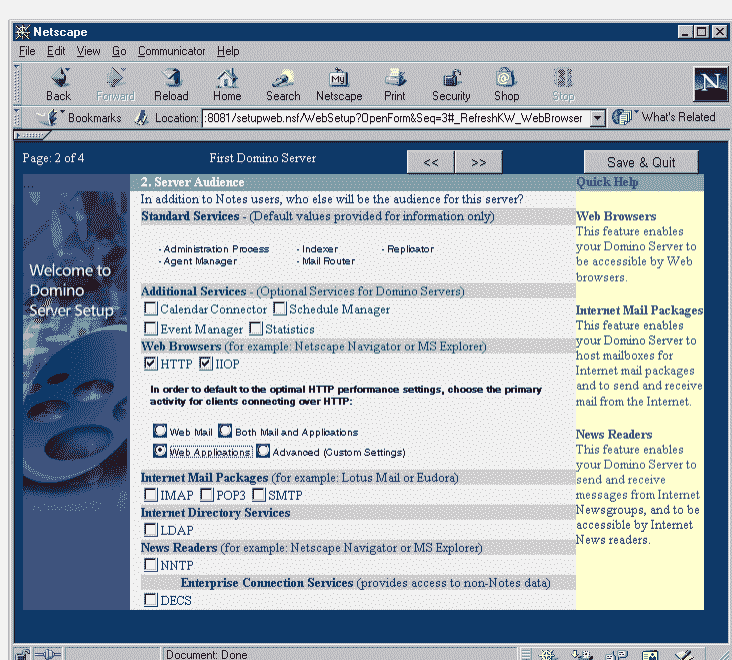 Netscape
File Edit View Go Communicator Help
Back Forward Reload Home Search Netscape Print Security Shop Stop
My
N
Bookmarks Location: :8081/setupweb.nsf/WebSetup?OpenForm&Seq=3#_RefreshKW_WebBrowser What's Related
Page: 2 of 4 First Domino Server << >> Save & Quit
...
Welcome to
Domino
Server Setup
2. Server Audience
In addition to Notes users, who else will be the audience for this server?
Standard Services - (Default values provided for information only)
- Administration Process - Indexer - Replicator
- Agent Manager - Mail Router
Additional Services - (Optional Services for Domino Servers)
Calendar Connector Schedule Manager
Event Manager Statistics
Web Browsers (for example: Netscape Navigator or MS Explorer)
HTTP IIOP
In order to default to the optimal HTTP performance settings, choose the primary
activity for clients connecting over HTTP:
Web Mail Both Mail and Applications
Web Applications Advanced (Custom Settings)
Internet Mail Packages (for example: Lotus Mail or Eudora)
IMAP POP3 SMTP
Internet Directory Services
LDAP
News Readers (for example: Netscape Navigator or MS Explorer)
NNTP
Enterprise Connection Services (provides access to non-Notes data)
DECS
Quick Help
Web Browsers
This feature enables
your Domino Server to
be accessible by Web
browsers.
Internet Mail Packages
This feature enables
your Domino Server to
host mailboxes for
Internet mail packages
and to send and receive
mail from the Internet.
News Readers
This feature enables
your Domino Server to
send and receive
messages from Internet
Newsgroups, and to be
accessible by Internet
News readers.
Document: Done